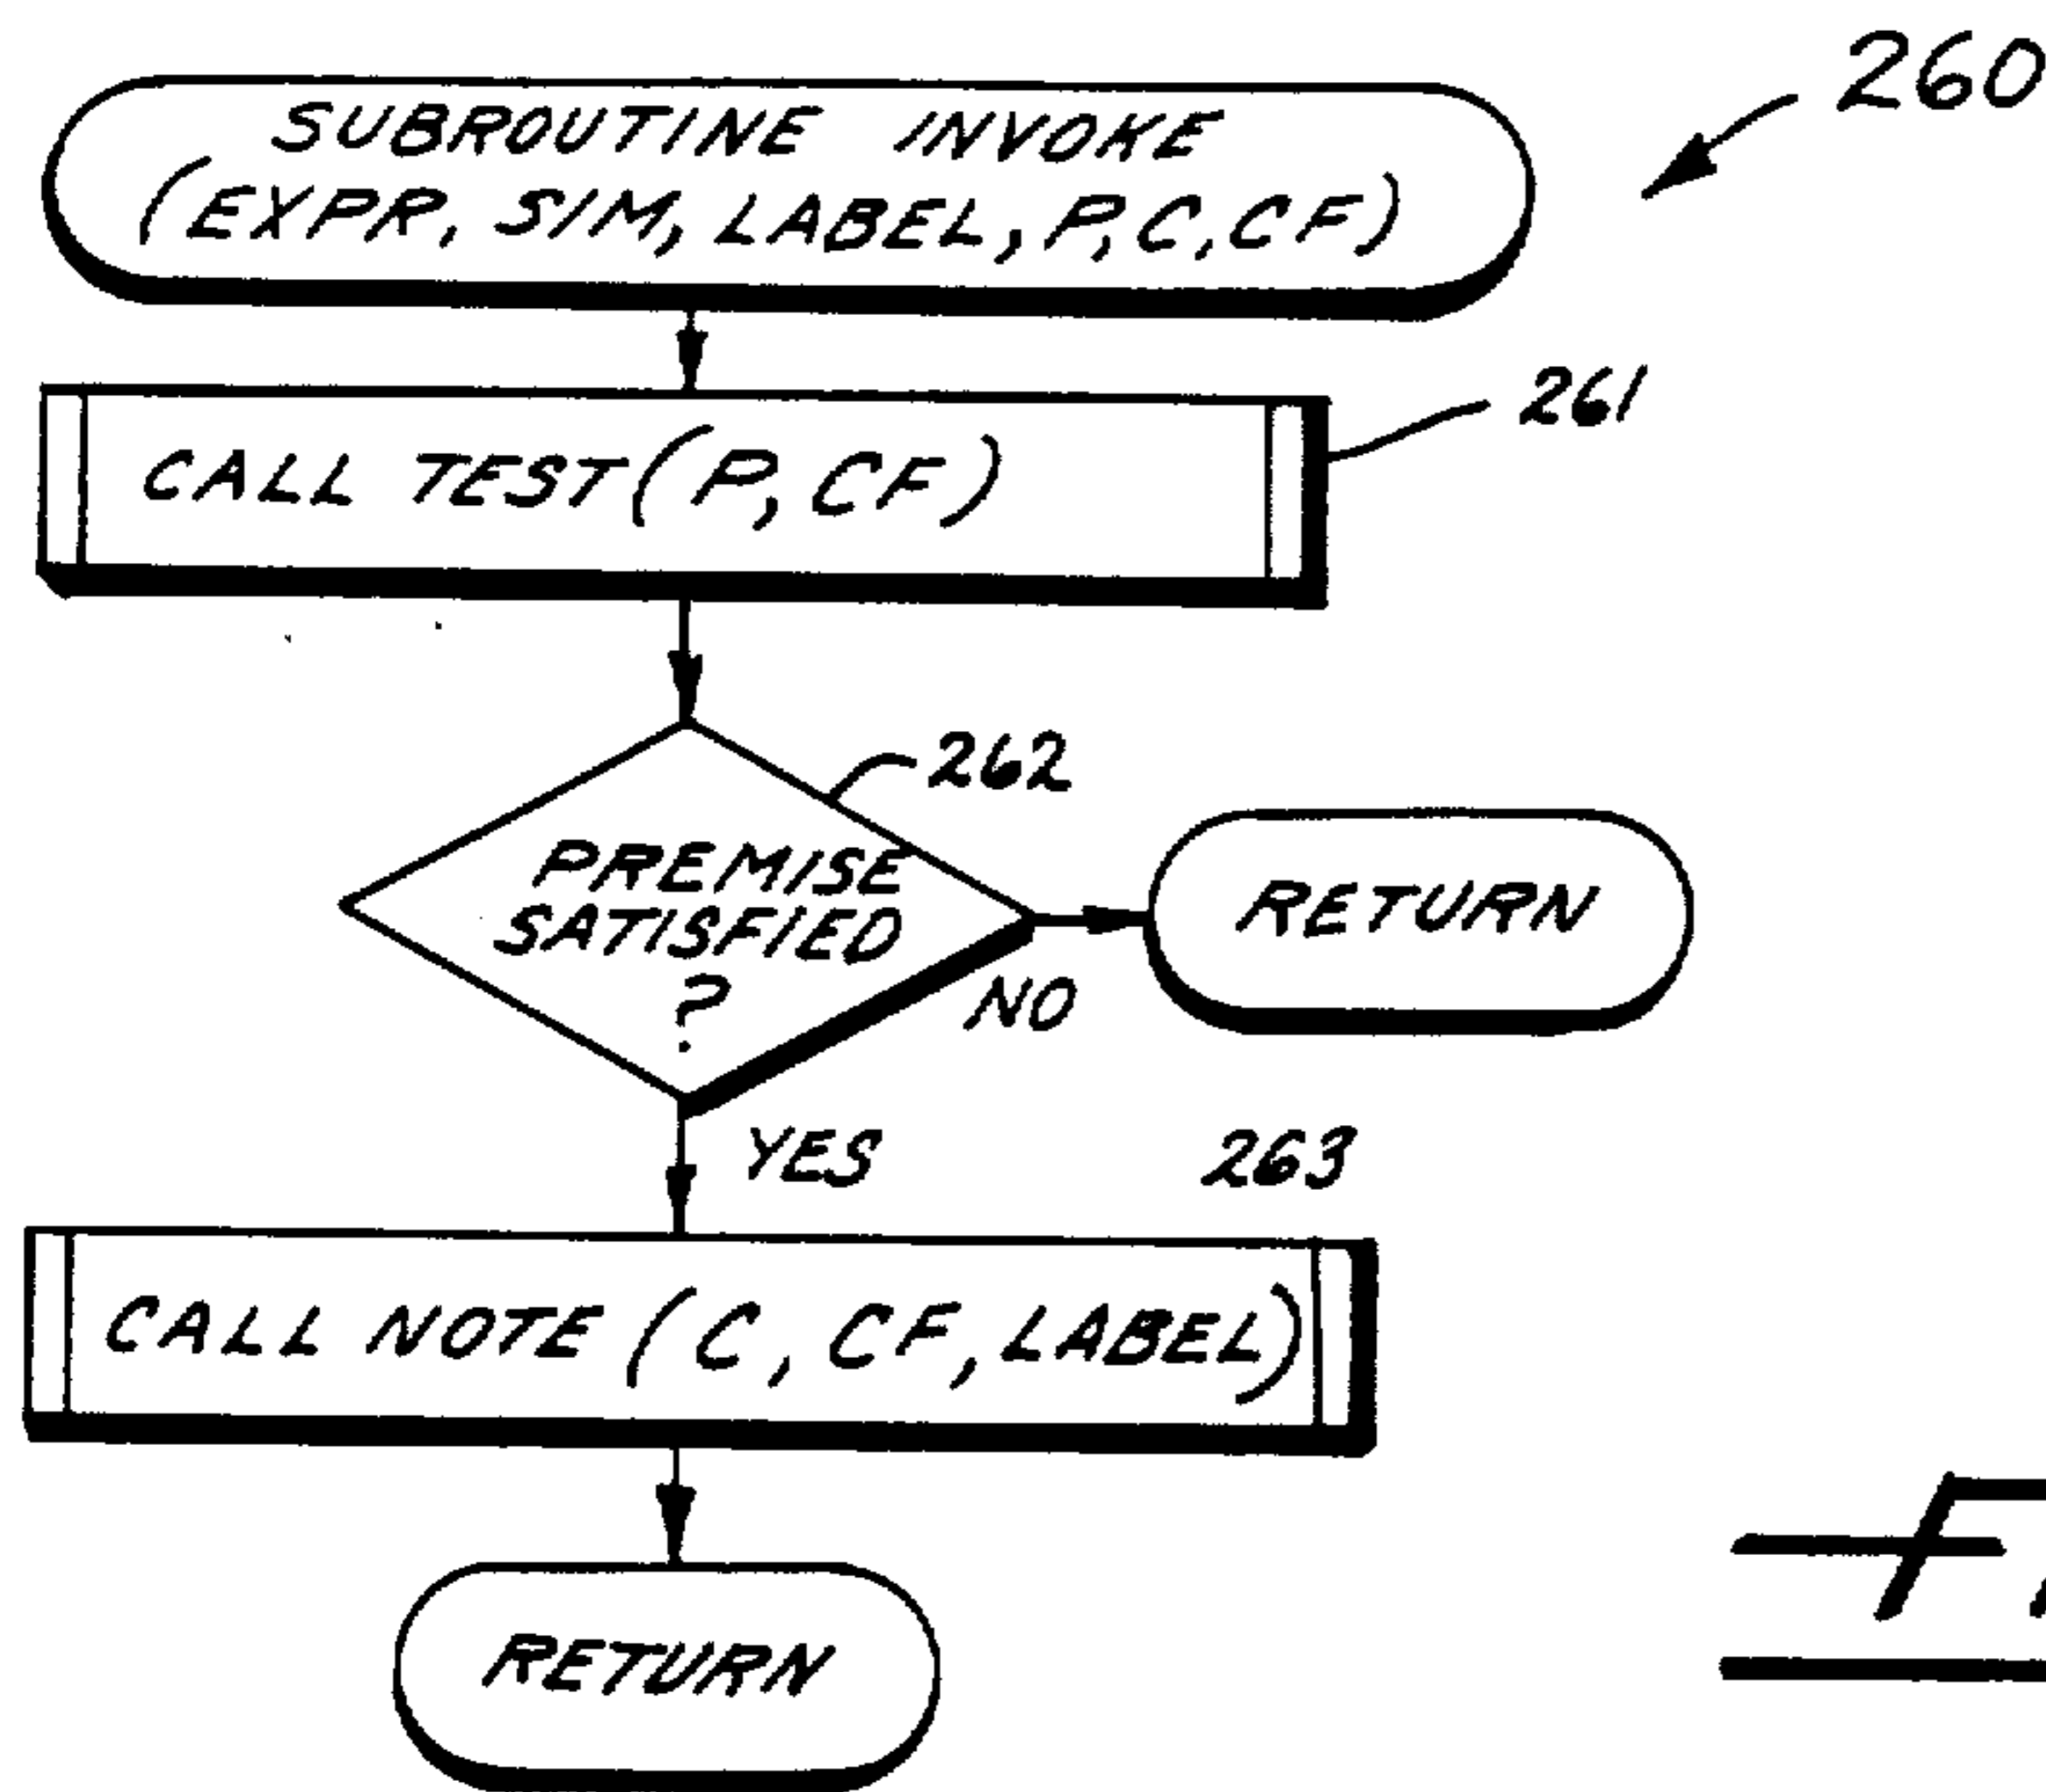 260
SUBROUTINE INVOKE
(EXPR, SIM, LABEL, P, C, CF)
261
CALL TEST(P, CF)
262
PREMISE
SATISFIED
?
RETURN
NO
YES
263
CALL NOTE (C, CF, LABEL)
RETURN